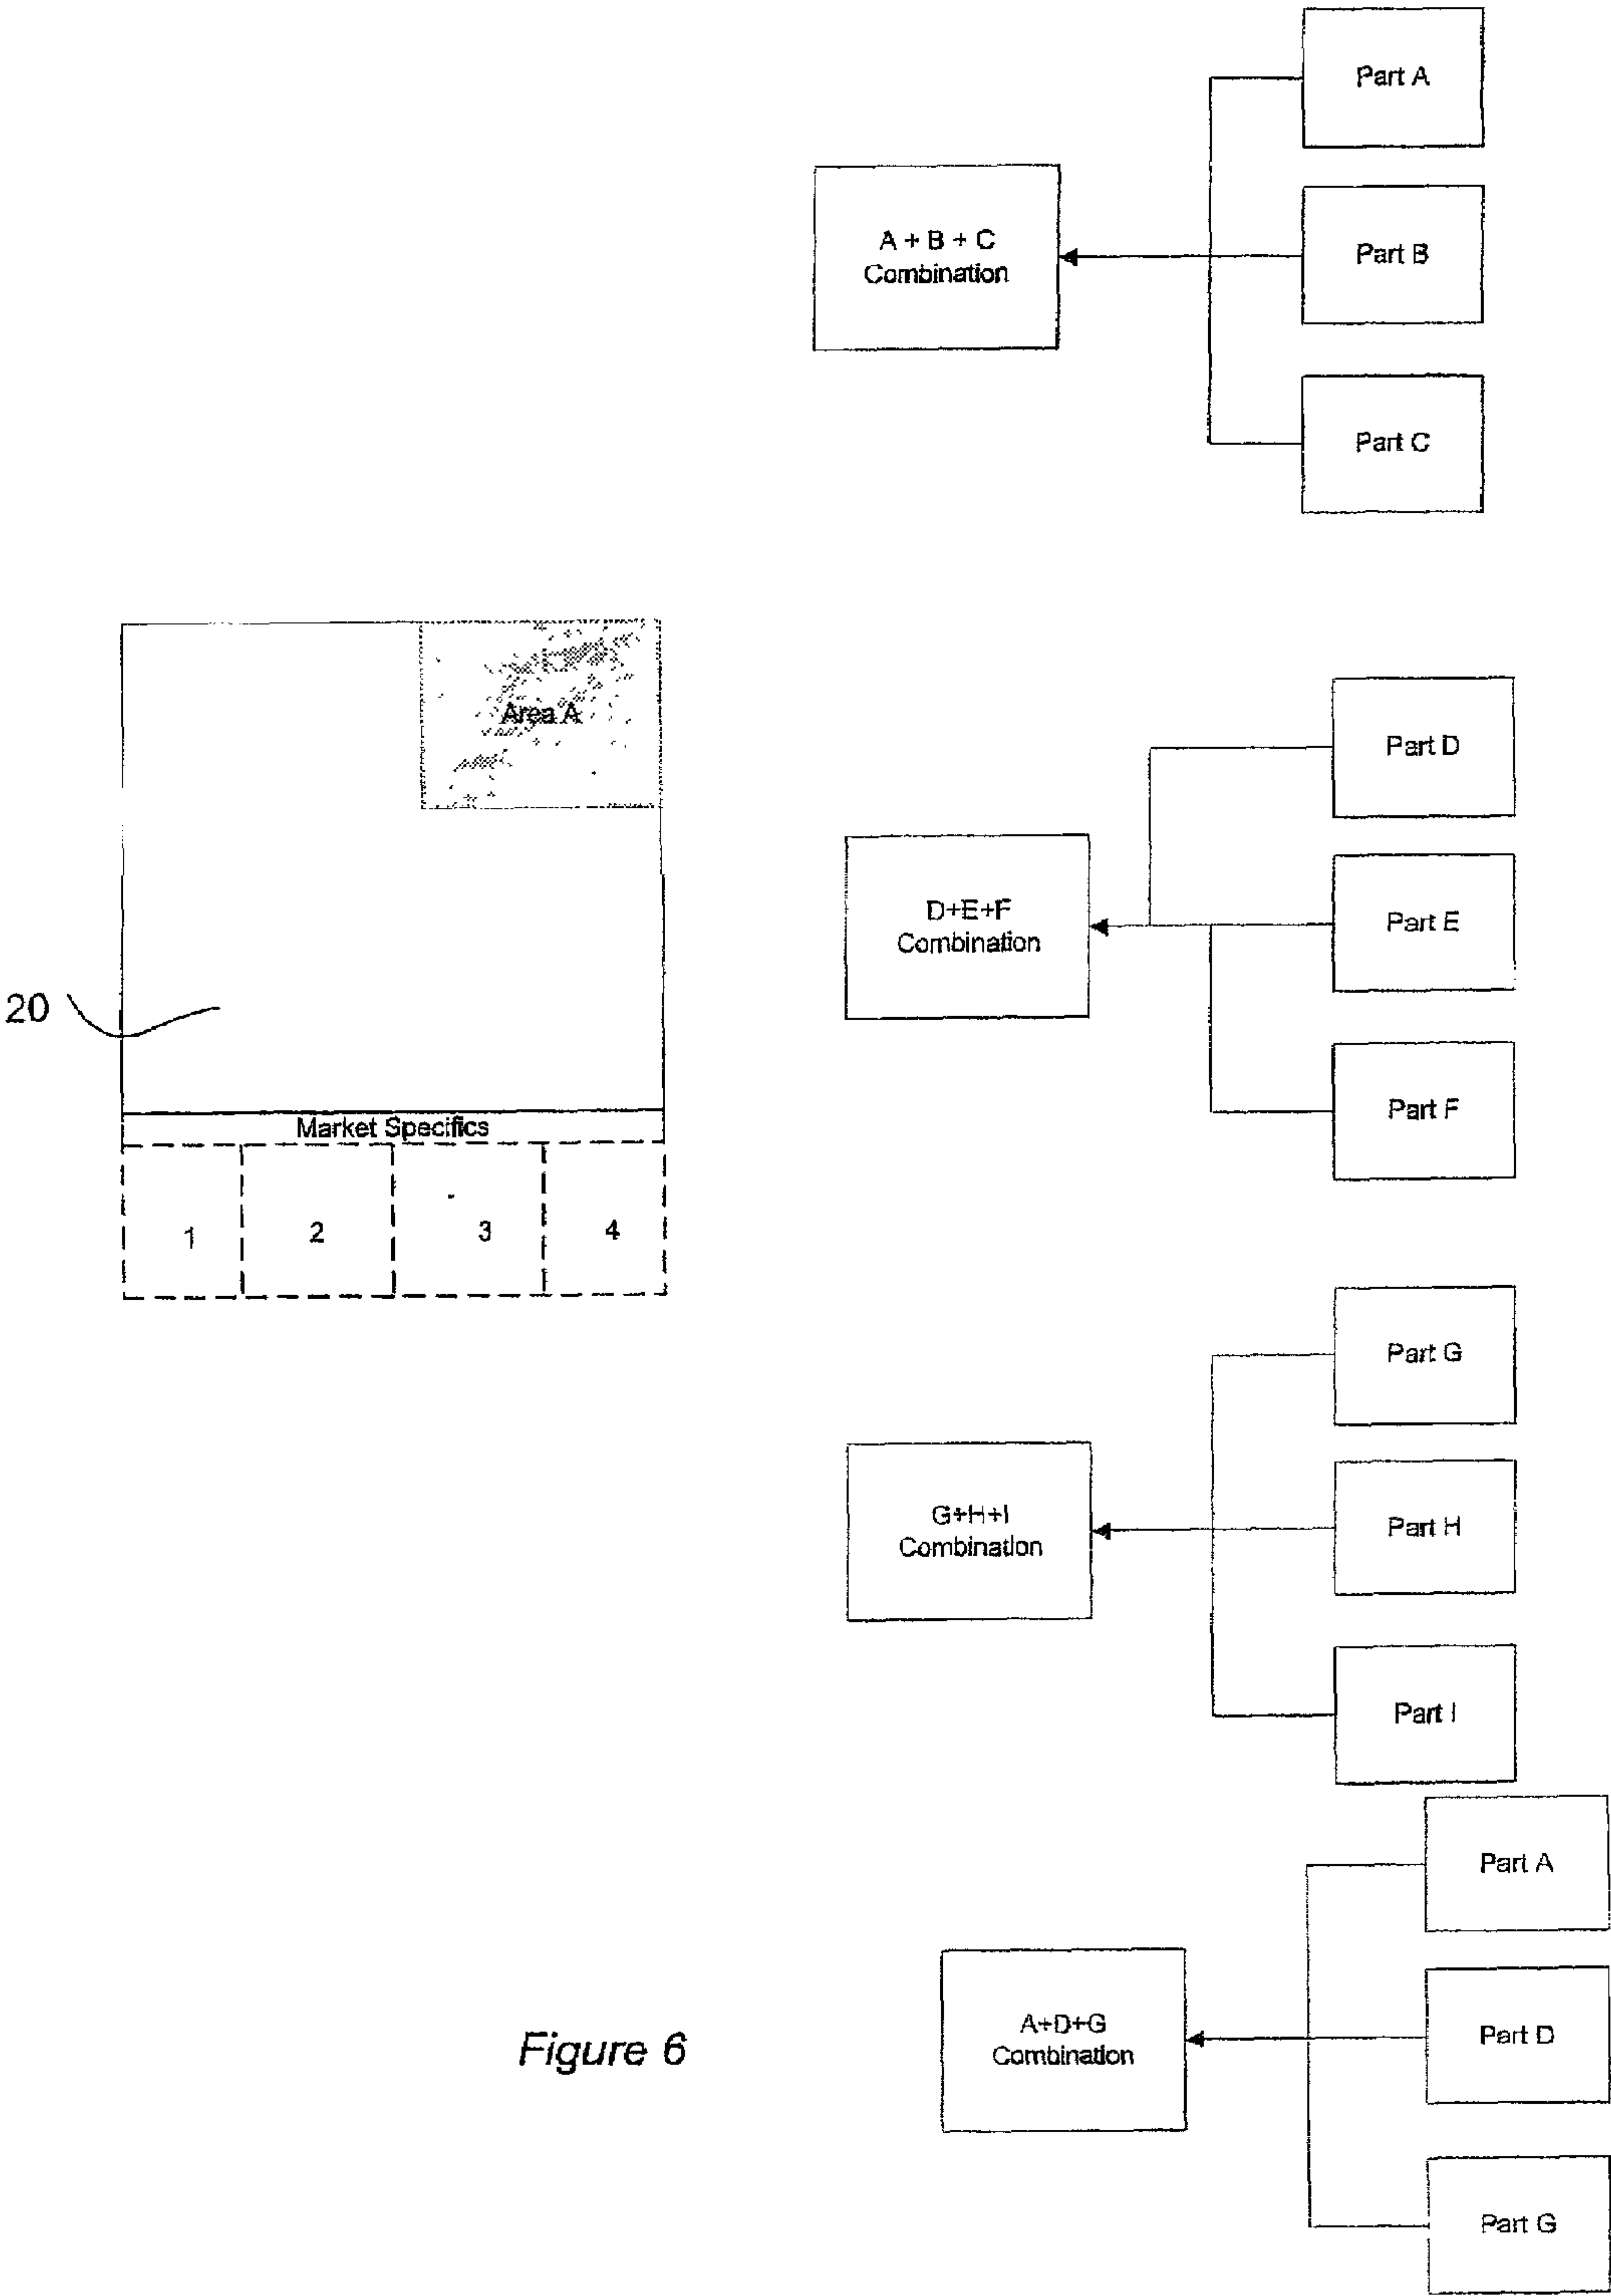 Part A
A + B + C
Combination
Part B
Part C
Area A
Part D
D+E+F
Combination
Part E
20
Part F
Market Specifics
1
2
3
4
Part G
G+H+I
Combination
Part H
Part I
Part A
A+D+G
Combination
Part D
Figure 6
Part G